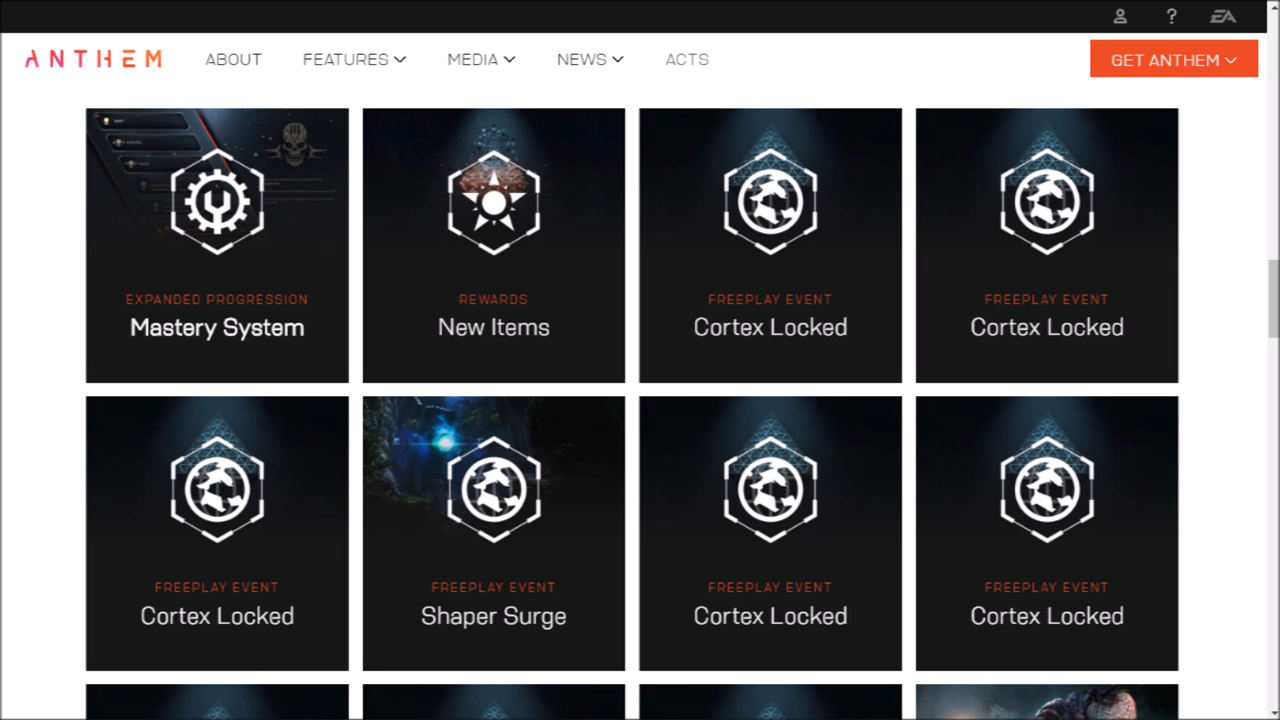 ?
EA
ANTHEM
ABOUT
FEATURES
MEDIA
NEWS
ACTS
GET ANTHEM
EXPANDED PROGRESSION
Mastery System
REWARDS
New Items
FREEPLAY EVENT
Cortex Locked
FREEPLAY EVENT
Cortex Locked
FREEPLAY EVENT
Cortex Locked
FREEPLAY EVENT
Shaper Surge
FREEPLAY EVENT
Cortex Locked
FREEPLAY EVENT
Cortex Locked